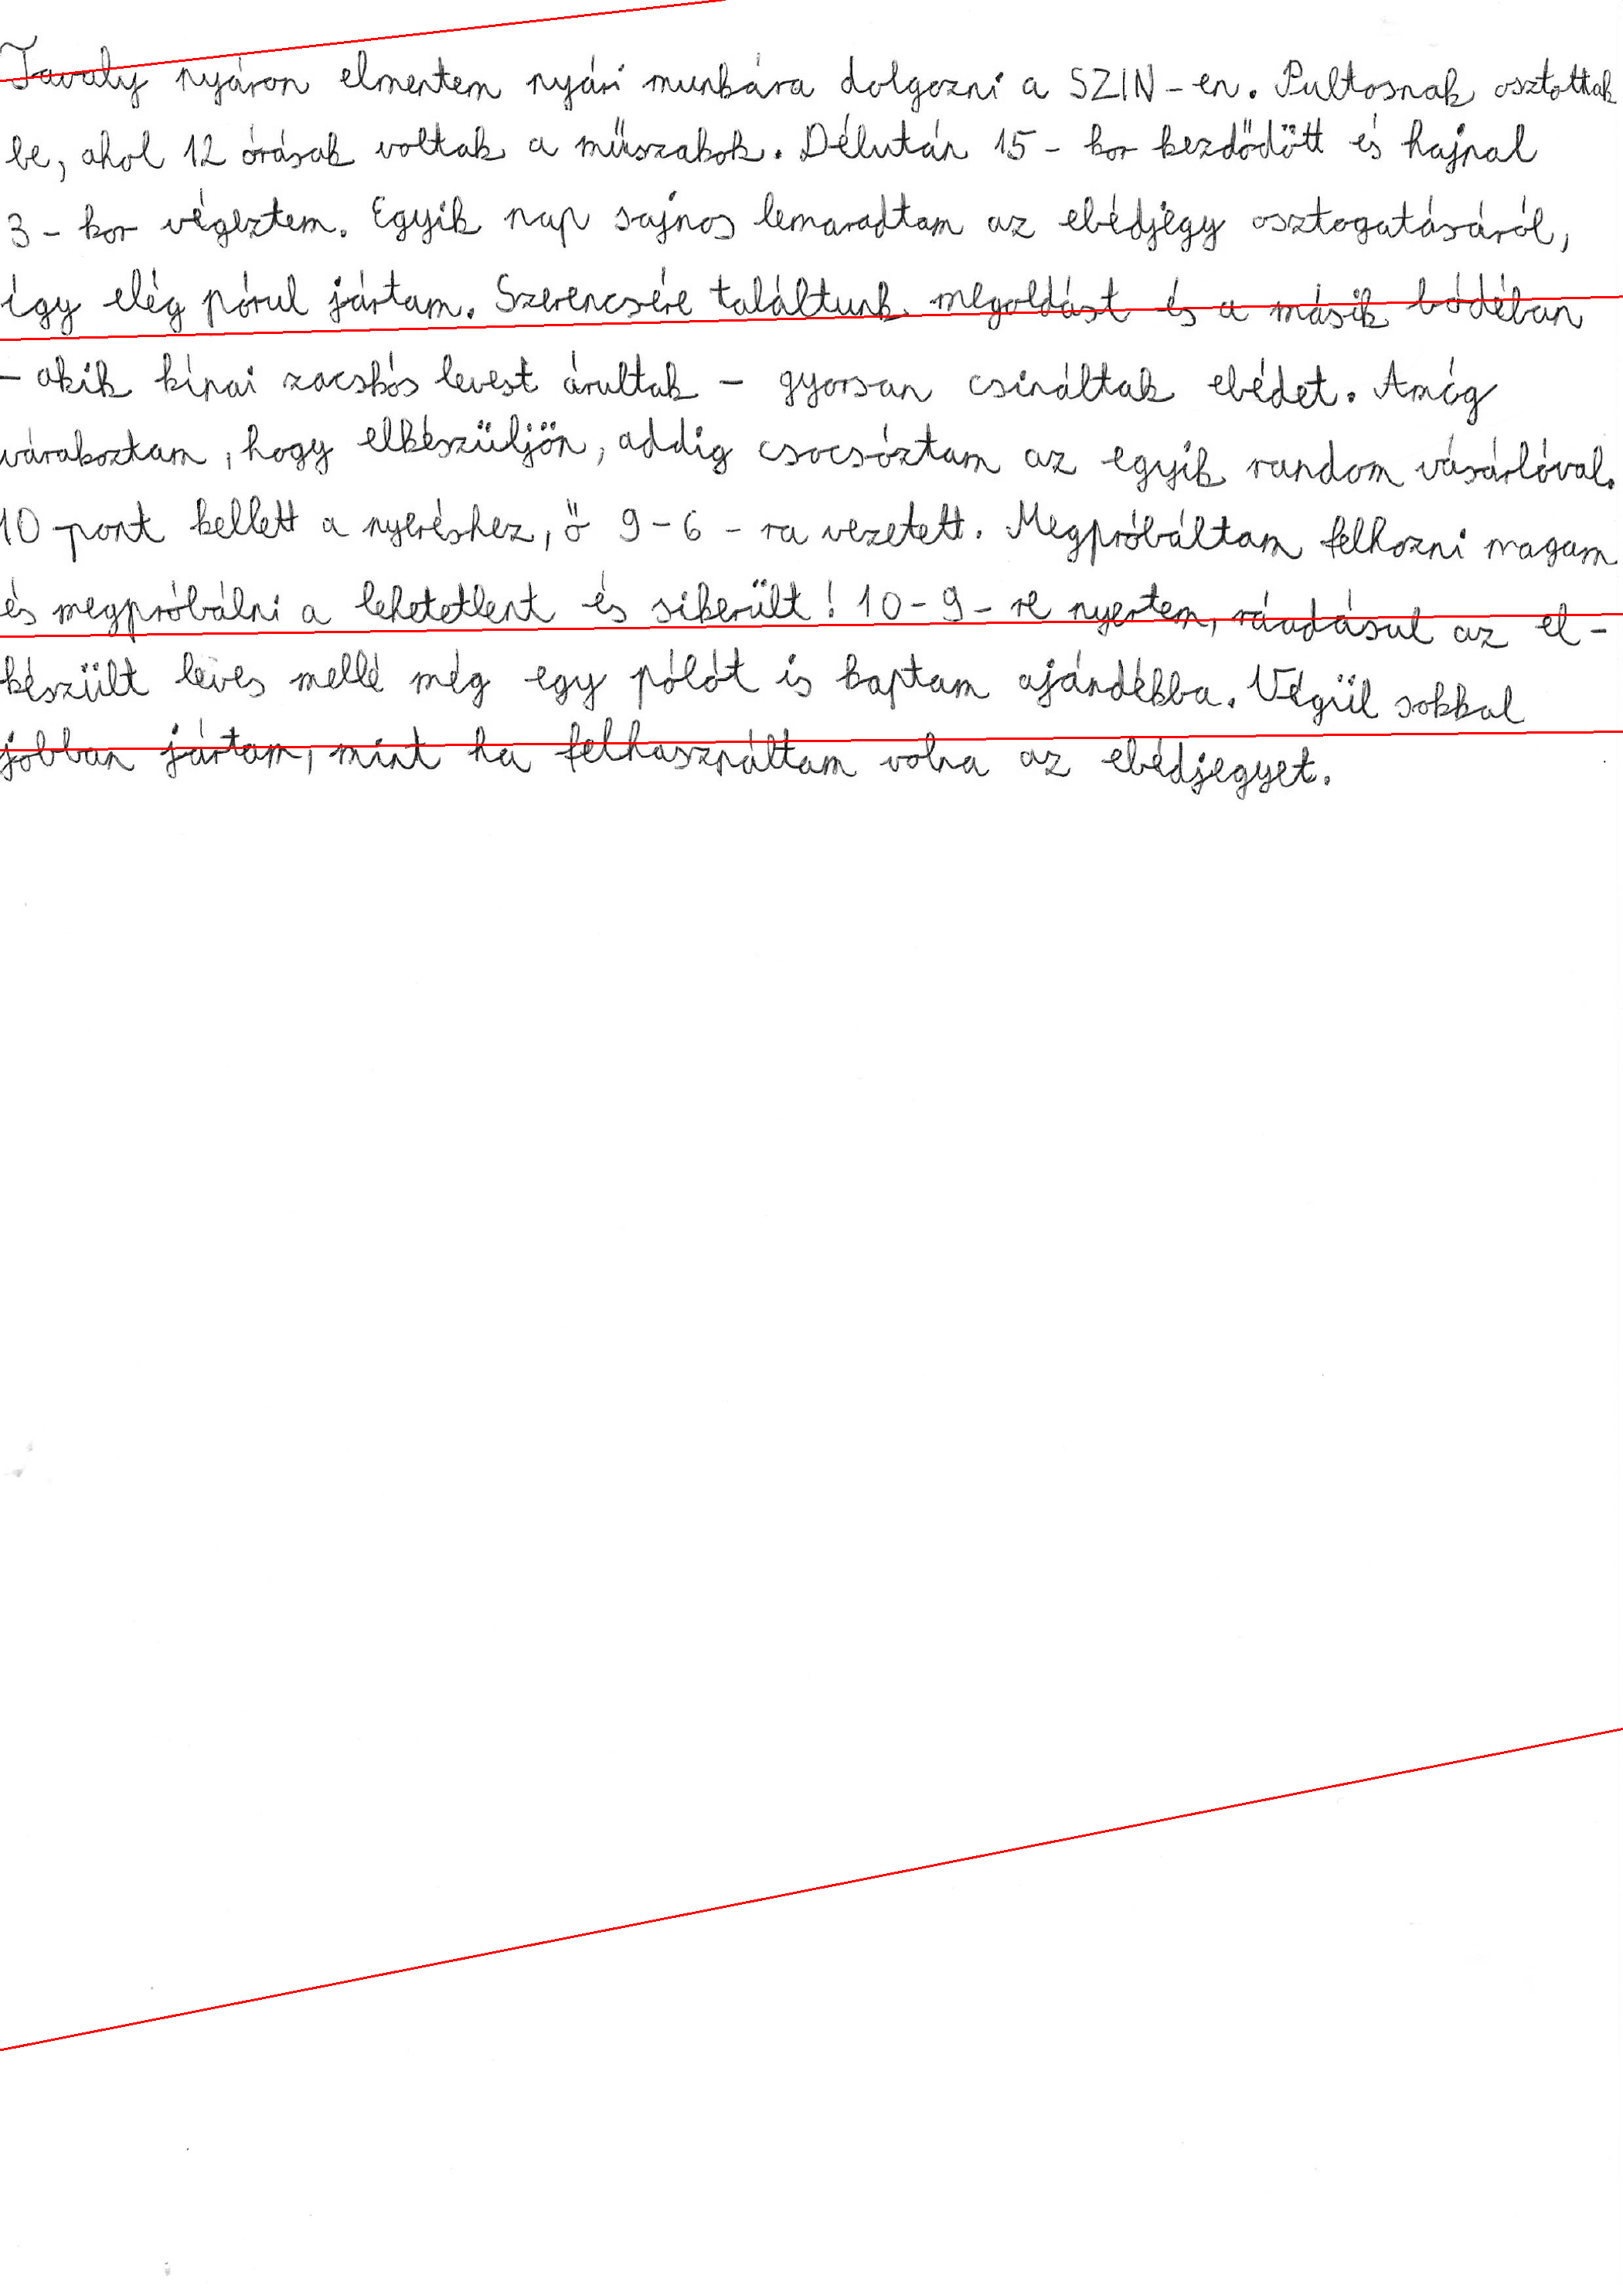 Tavaly nyáron elmentem nyári munkára dolgozni a SZIN-en. Pultosnak osztottak
be, ahol 12 órásak voltak a műszakok. Délután 15-kor kezdődött és hajnal
3-kor végeztem. Egyik nap sajnos lemaradtam az ebédjegy osztogatásáról,
így elég pórul jártam. Szerencsére találtunk megoldást és a másik bódéban
- akik kínai zacskós levest árultak - gyorsan csináltak ebédet. Amíg
várakoztam, hogy elkészüljön, addig csocsóztam az egyik random vásárlóval.
10 pont kellett a nyeréshez, ő 9-6-ra vezetett. Megpróbáltam felhozni magam
és megpróbálni a lehetetlent és sikerült! 10-9-re nyertem, ráadásul az el-
készült leves mellé még egy pólót is kaptam ajándékba. Végül sokkal
jobban jártam, mint ha felhasználtam volna az ebédjegyet.